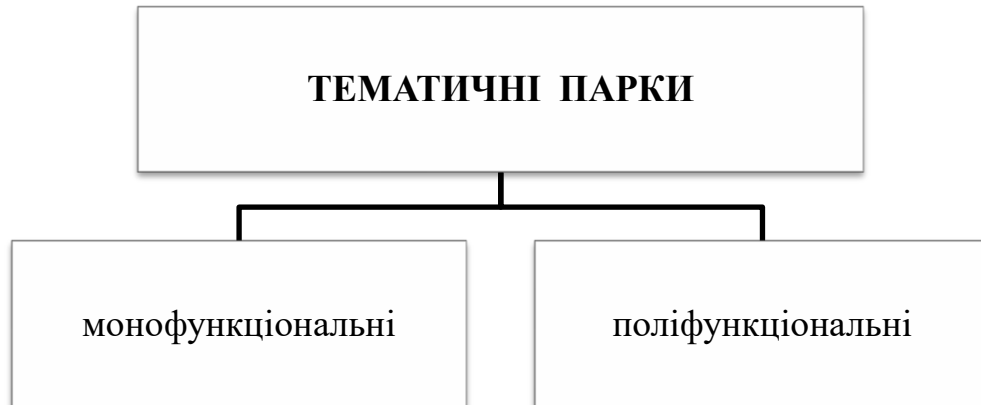 ТЕМАТИЧНІ ПАРКИ
монофункціональні
поліфункціональні